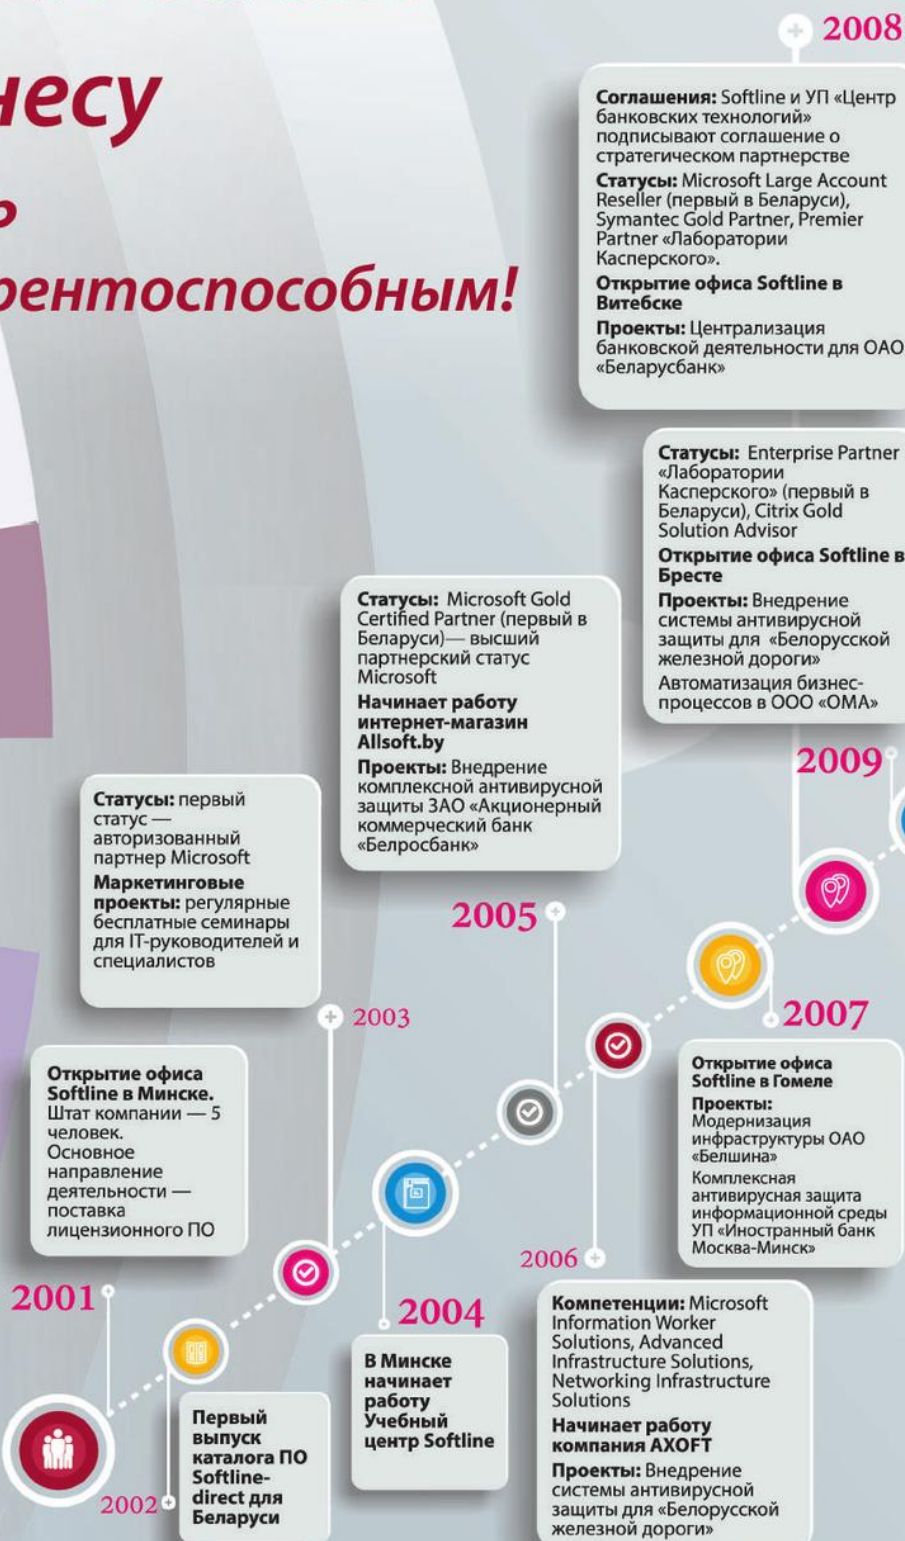 несу
рентоспособным!
2008
Соглашения: Softline и УП «Центр
банковских технологий»
подписывают соглашение о
стратегическом партнерстве
Статусы: Microsoft Large Account
Reseller (первый в Беларуси),
Symantec Gold Partner, Premier
Partner «Лаборатории
Касперского».
Открытие офиса Softline в
Витебске
Проекты: Централизация
банковской деятельности для ОАО
«Беларусбанк»
Статусы: Enterprise Partner
«Лаборатории
Касперского» (первый в
Беларуси), Citrix Gold
Solution Advisor
Открытие офиса Softline в
Бресте
Проекты: Внедрение
системы антивирусной
защиты для «Белорусской
железной дороги»
Автоматизация бизнес-
процессов в ООО «ОМА»
2009
Статусы: Microsoft Gold
Certified Partner (первый в
Беларуси)— высший
партнерский статус
Microsoft
Начинает работу
интернет-магазин
Allsoft.by
Проекты: Внедрение
комплексной антивирусной
защиты ЗАО «Акционерный
коммерческий банк
«Белросбанк»
2005
Статусы: первый
статус —
авторизованный
партнер Microsoft
Маркетинговые
проекты: регулярные
бесплатные семинары
для IT-руководителей и
специалистов
2003
2007
Открытие офиса
Softline в Гомеле
Проекты:
Модернизация
инфраструктуры ОАО
«Белшина»
Комплексная
антивирусная защита
информационной среды
УП «Иностранный банк
Москва-Минск»
Открытие офиса
Softline в Минске.
Штат компании — 5
человек.
Основное
направление
деятельности —
поставка
лицензионного ПО
2001
2006
Компетенции: Microsoft
Information Worker
Solutions, Advanced
Infrastructure Solutions,
Networking Infrastructure
Solutions
Начинает работу
компания AXOFT
Проекты: Внедрение
системы антивирусной
защиты для «Белорусской
железной дороги»
2004
В Минске
начинает
работу
Учебный
центр Softline
Первый
выпуск
каталога ПО
Softline-
direct для
Беларуси
2002